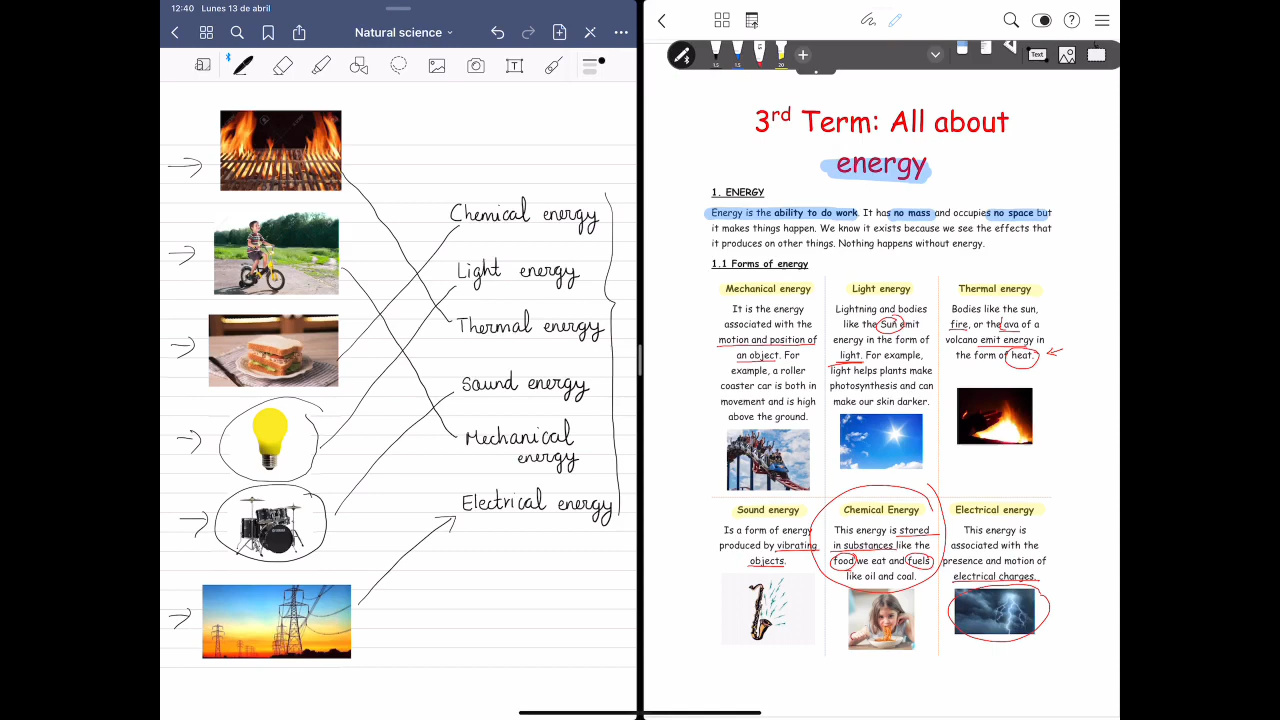 12:40 Lunes 13 de abril
Natural science
Chemical energy
Light energy
Thermal energy
Sound energy
Mechanical
energy
Electrical energy
Text
3rd Term: All about
energy
1. ENERGY
Energy is the ability to do work. It has no mass and occupies no space but
it makes things happen. We know it exists because we see the effects that
it produces on other things. Nothing happens without energy.
1.1 Forms of energy
Mechanical energy
It is the energy
associated with the
motion and position of
an object. For
example, a roller
coaster car is both in
movement and is high
above the ground.
Light energy
Lightning and bodies
like the Sun emit
energy in the form of
light. For example,
light helps plants make
photosynthesis and can
make our skin darker.
Thermal energy
Bodies like the sun,
fire, or the lava of a
volcano emit energy in
the form of heat.
Sound energy
Is a form of energy
produced by vibrating
objects.
Chemical Energy
This energy is stored
in substances like the
food we eat and fuels
like oil and coal.
Electrical energy
This energy is
associated with the
presence and motion of
electrical charges.